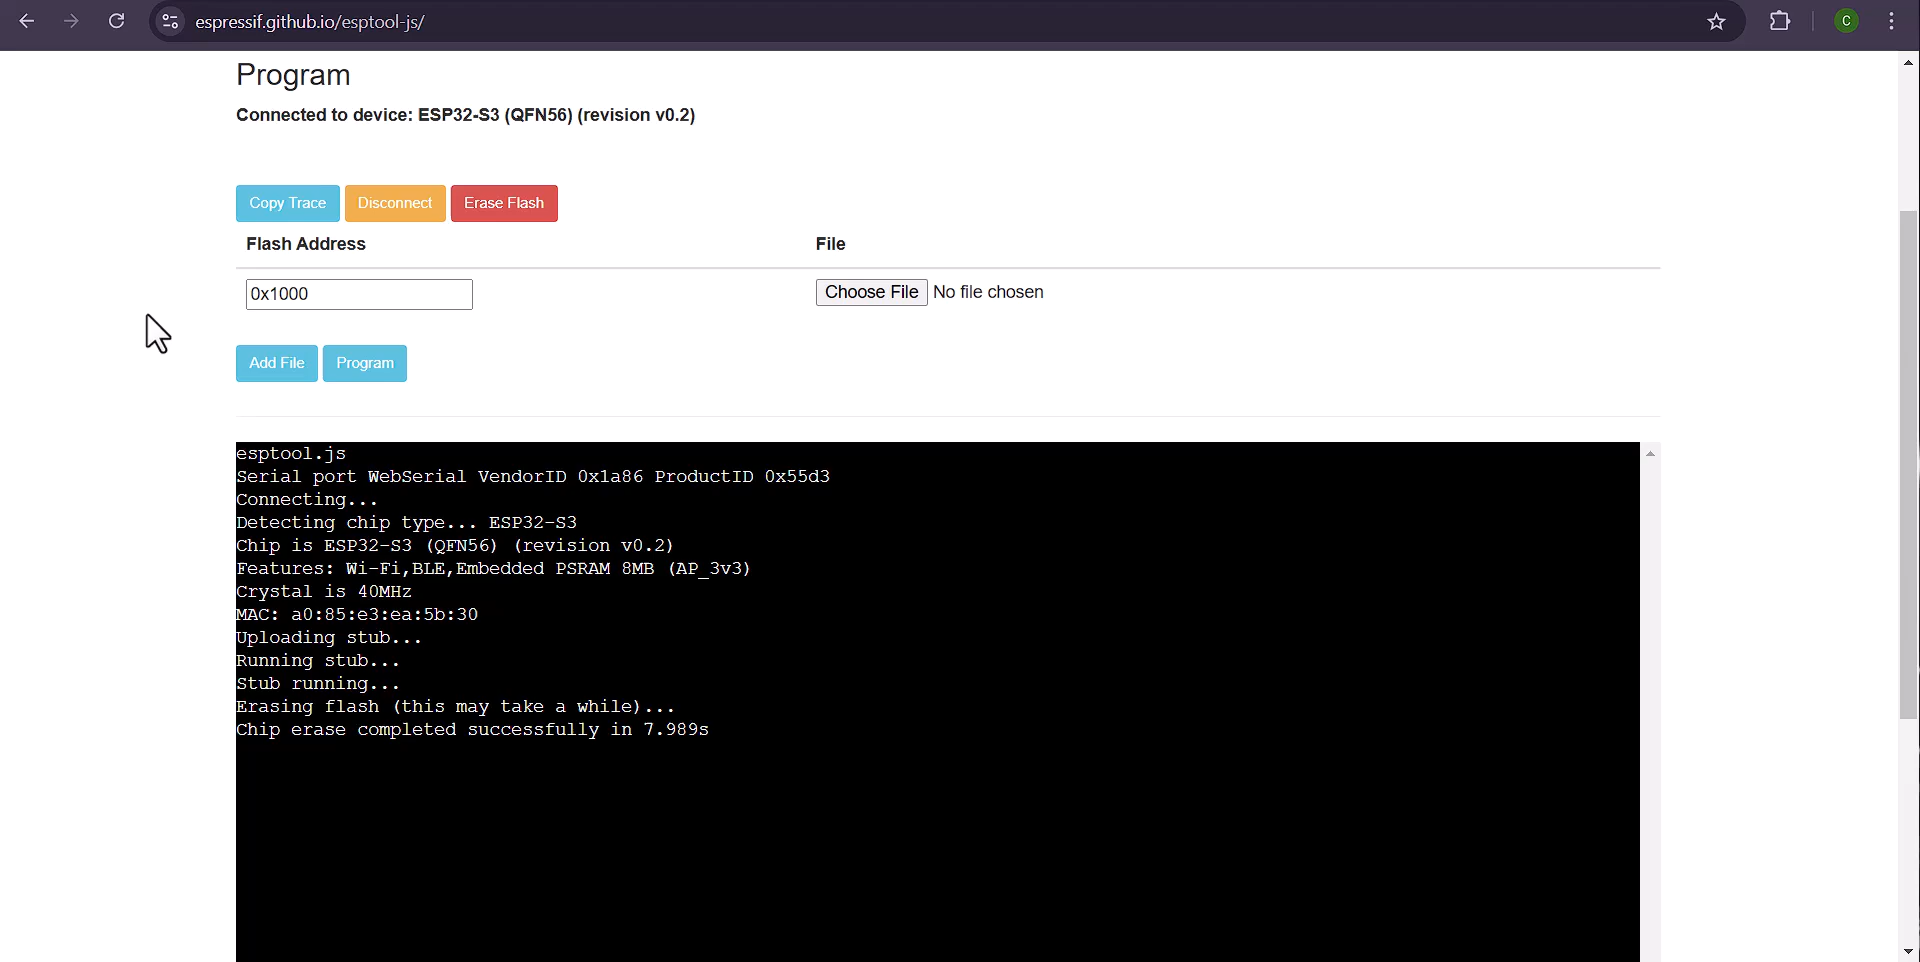 espressif.github.io/esptool-js/
C
Program
Connected to device: ESP32-S3 (QFN56) (revision v0.2)
Copy Trace Disconnect Erase Flash
Flash Address File
0x1000 Choose File No file chosen
Add File Program
esptool.js
Serial port WebSerial VendorID 0x1a86 ProductID 0x55d3
Connecting...
Detecting chip type... ESP32-S3
Chip is ESP32-S3 (QFN56) (revision v0.2)
Features: Wi-Fi,BLE,Embedded PSRAM 8MB (AP_3v3)
Crystal is 40MHz
MAC: a0:85:e3:ea:5b:30
Uploading stub...
Running stub...
Stub running...
Erasing flash (this may take a while)...
Chip erase completed successfully in 7.989s